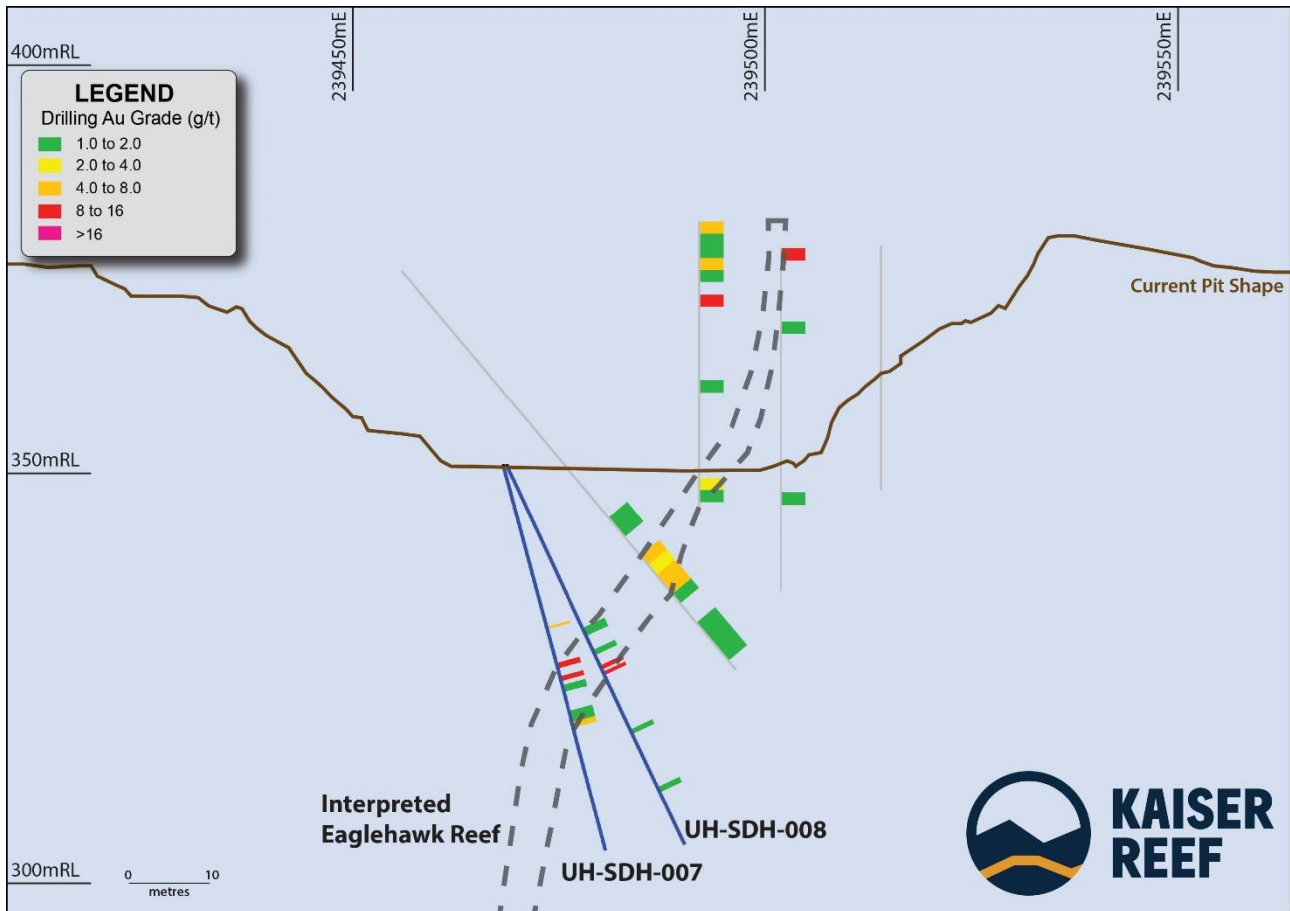 400mRL
239450mE
239500mE
239550mE
LEGEND
Drilling Au Grade (g/t)
1.0 to 2.0
2.0 to 4.0
4.0 to 8.0
8 to 16
>16
Current Pit Shape
350mRL
Interpreted
Eaglehawk Reef
UH-SDH-008
UH-SDH-007
300mRL
0 10
metres
KAISER
REEF